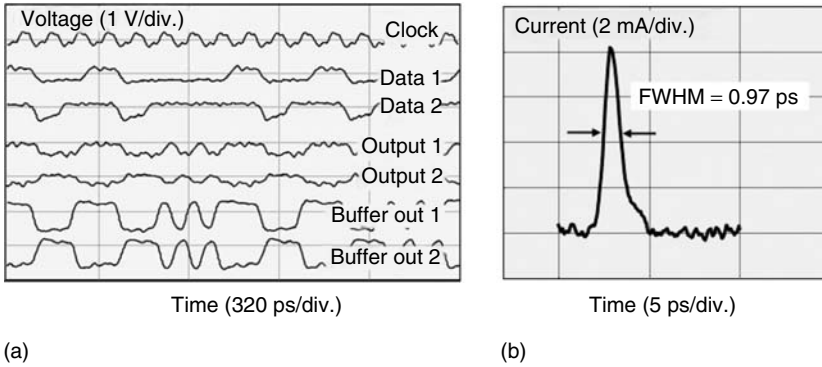 Voltage (1 V/div.)
Clock
Data 1
Data 2
Output 1
Output 2
Buffer out 1
Buffer out 2
Time (320 ps/div.)
(a)
Current (2 mA/div.)
FWHM = 0.97 ps
Time (5 ps/div.)
(b)